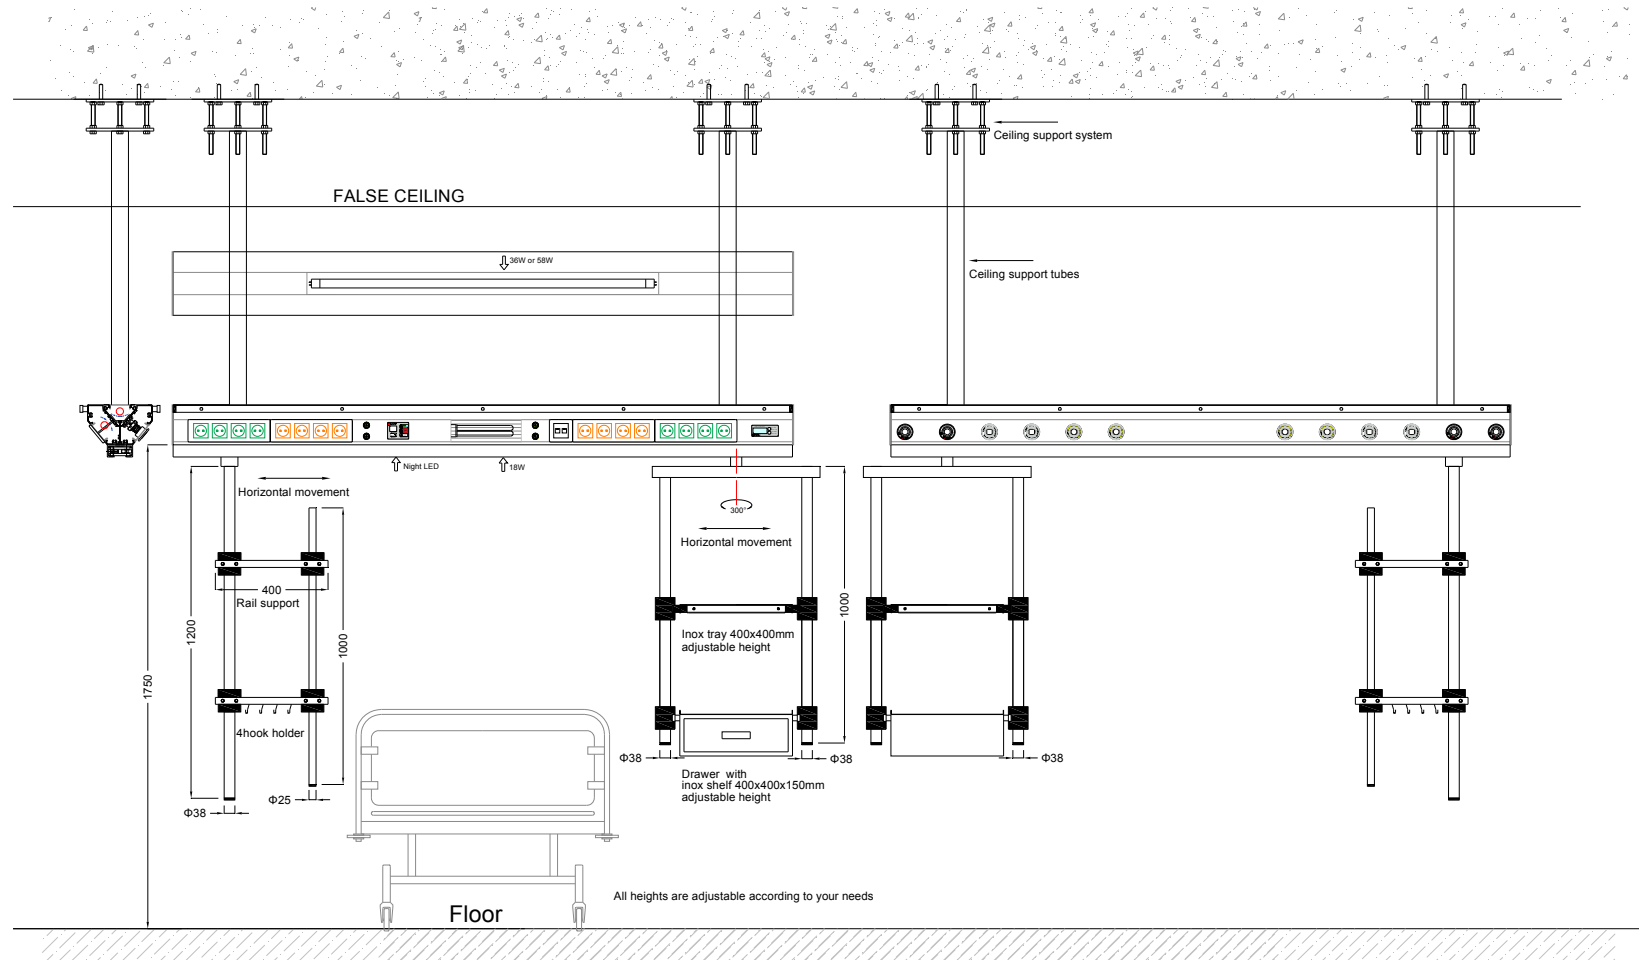 Ceiling support system
FALSE CEILING
36W or 58W
Ceiling support tubes
Night LED
18W
Horizontal movement
300°
Horizontal movement
400
Rail support
1200
1000
1000
1750
Inox tray 400x400mm
adjustable height
4hook holder
Φ38
Φ25
Φ38
Φ38
Φ38
Drawer with
inox shelf 400x400x150mm
adjustable height
All heights are adjustable according to your needs
Floor